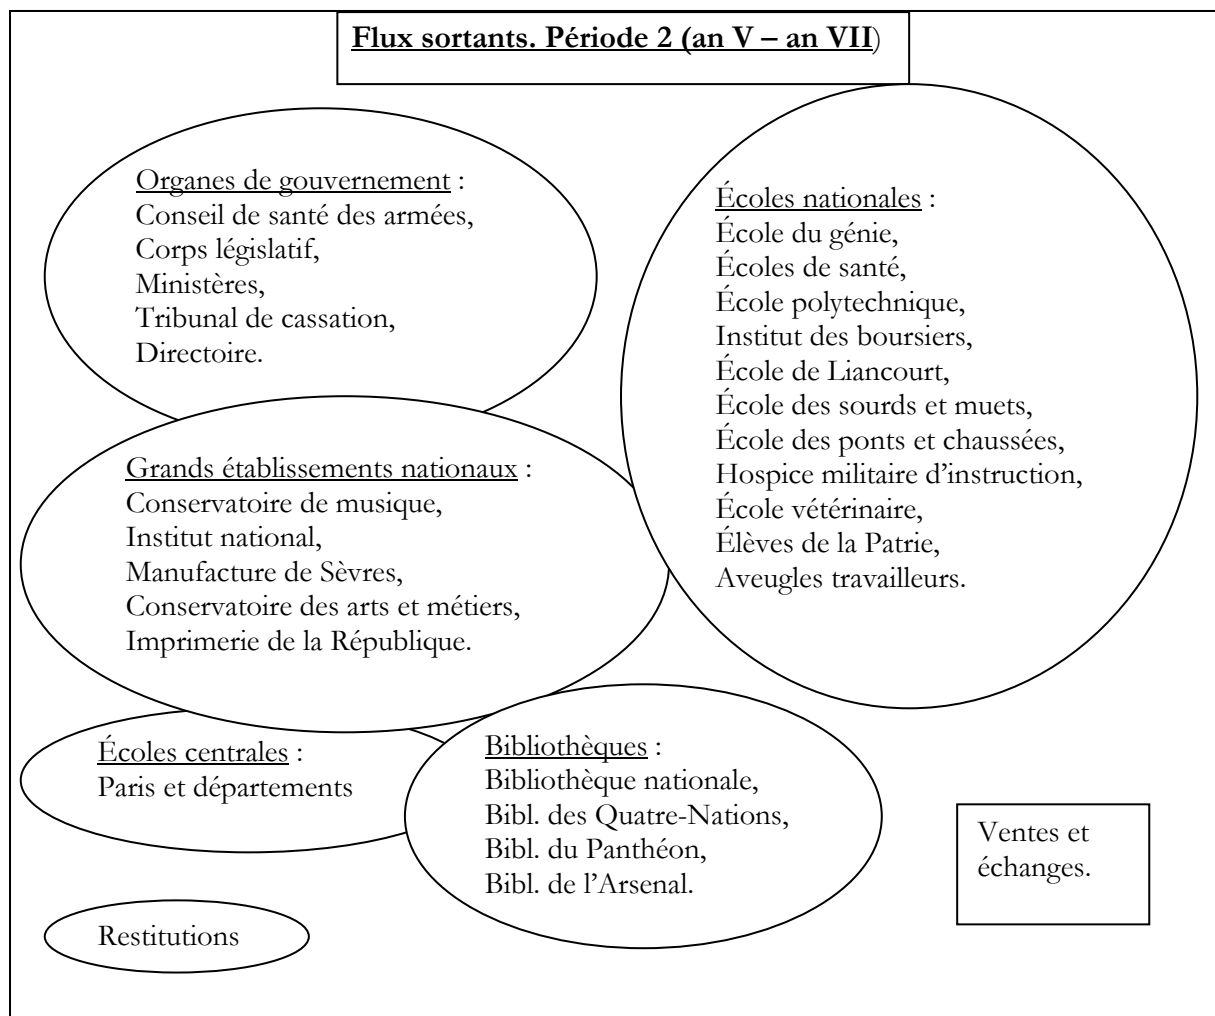 Flux sortants. Période 2 (an V – an VII)
Organes de gouvernement :
Conseil de santé des armées,
Corps législatif,
Ministères,
Tribunal de cassation,
Directoire.
Écoles nationales :
École du génie,
Écoles de santé,
École polytechnique,
Institut des boursiers,
École de Liancourt,
École des sourds et muets,
École des ponts et chaussées,
Hospice militaire d’instruction,
École vétérinaire,
Élèves de la Patrie,
Aveugles travailleurs.
Grands établissements nationaux :
Conservatoire de musique,
Institut national,
Manufacture de Sèvres,
Conservatoire des arts et métiers,
Imprimerie de la République.
Écoles centrales :
Paris et départements
Bibliothèques :
Bibliothèque nationale,
Bibl. des Quatre-Nations,
Bibl. du Panthéon,
Bibl. de l’Arsenal.
Ventes et
échanges.
Restitutions